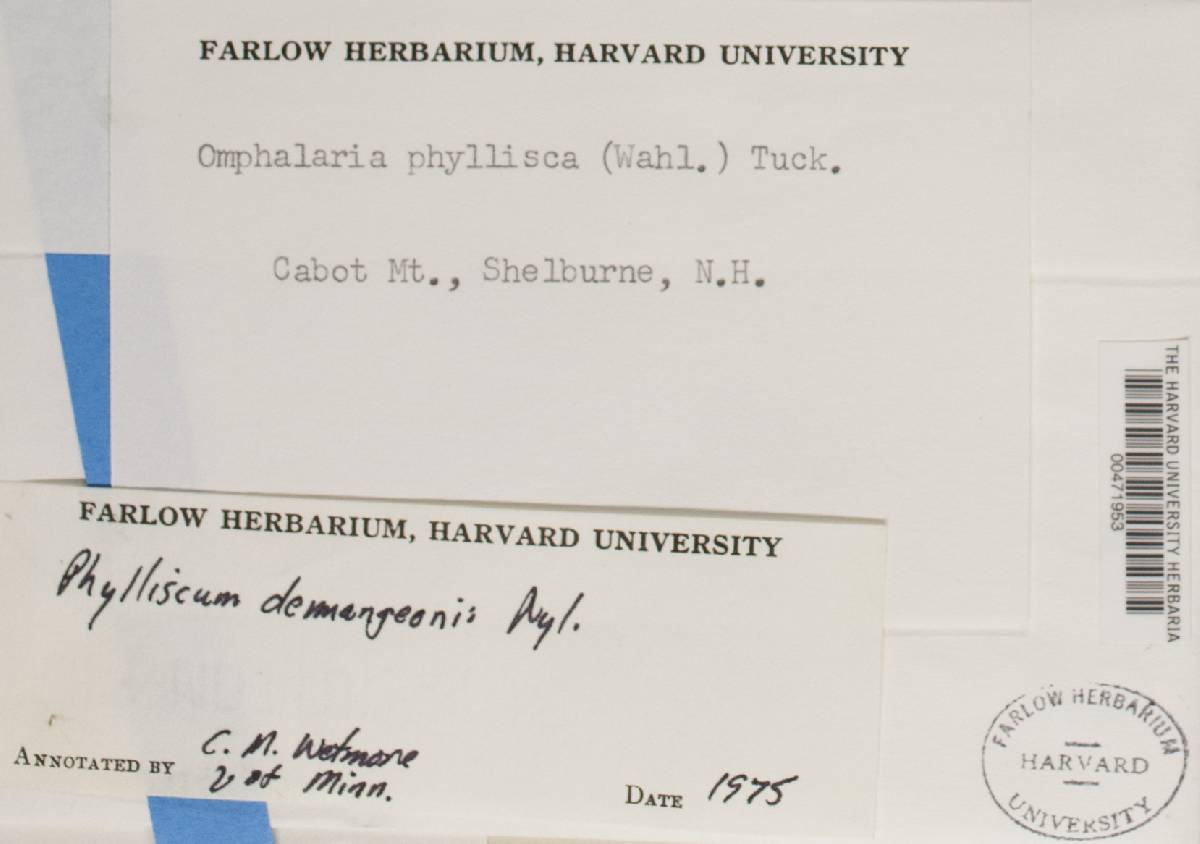 FARLOW HERBARIUM, HARVARD UNIVERSITY
Omphalaria phyllisca (Wahl.) Tuck.
Cabot Mt., Shelburne, N.H.
THE HARVARD UNIVERSITY HERBARIA
00471953
FARLOW HERBARIUM, HARVARD UNIVERSITY
Phylliscum demangeonii Nyl.
ANNOTATED BY C. M. Wetmore
U of Minn.
DATE 1975
FARLOW HERBARIUM
HARVARD
UNIVERSITY